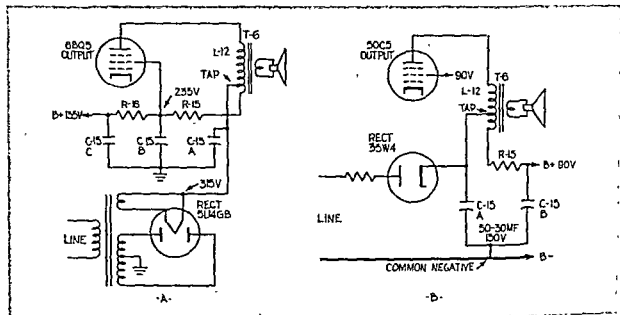 6BQ5
OUTPUT
T-6
L-12
TAP
235V
B+ 135V
R-16
R-15
C-15
C
C-15
B
C-15
A
315V
RECT
5U4GB
LINE
-A-
50C5
OUTPUT
90V
T-6
L-12
TAP
RECT
35W4
R-15
B+ 90V
C-15
A
C-15
B
LINE
50-30MF
150V
B-
COMMON NEGATIVE
-B-